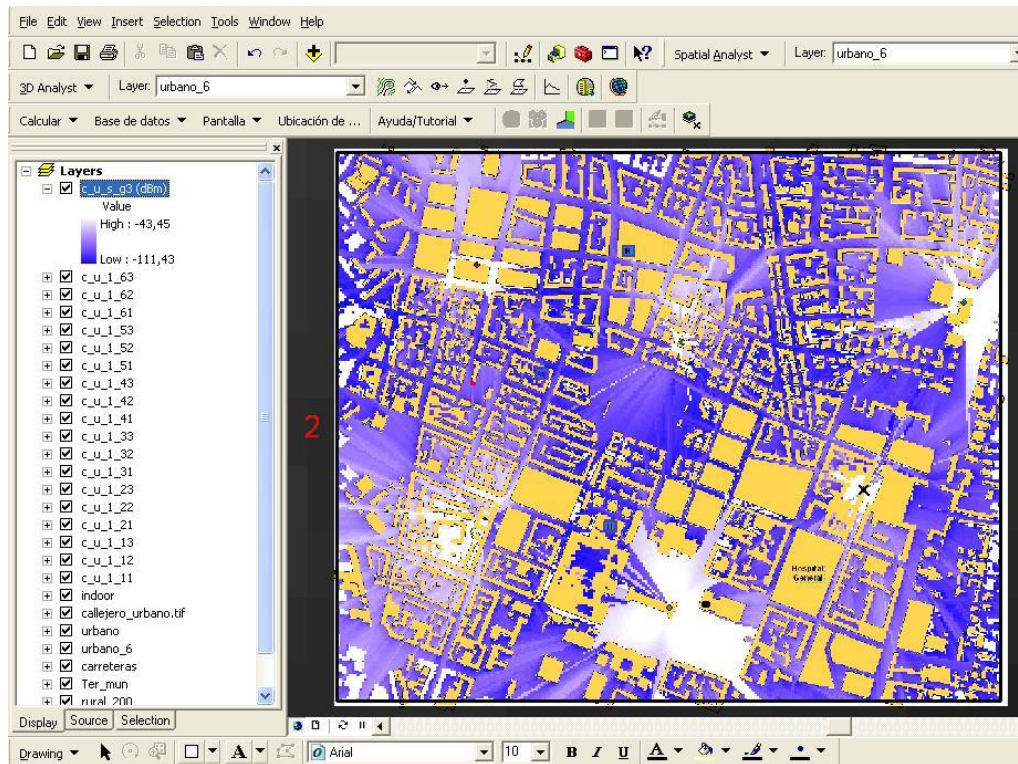 File Edit View Insert Selection Tools Window Help
Spatial Analyst Layer: urbano_6
3D Analyst Layer: urbano_6
Calcular Base de datos Pantalla Ubicación de ... Ayuda/Tutorial
Layers
c_u_s_g3 (dBm)
Value
High : -43,45
Low : -111,43
c_u_1_63
c_u_1_62
c_u_1_61
c_u_1_53
c_u_1_52
c_u_1_51
c_u_1_43
c_u_1_42
c_u_1_41
c_u_1_33
c_u_1_32
c_u_1_31
c_u_1_23
c_u_1_22
c_u_1_21
c_u_1_13
c_u_1_12
c_u_1_11
indoor
callejero_urbano.tif
urbano
urbano_6
carreteras
Ter_mun
rural_200
2
Hospital
General
Display Source Selection
Drawing A Arial 10 B I U A